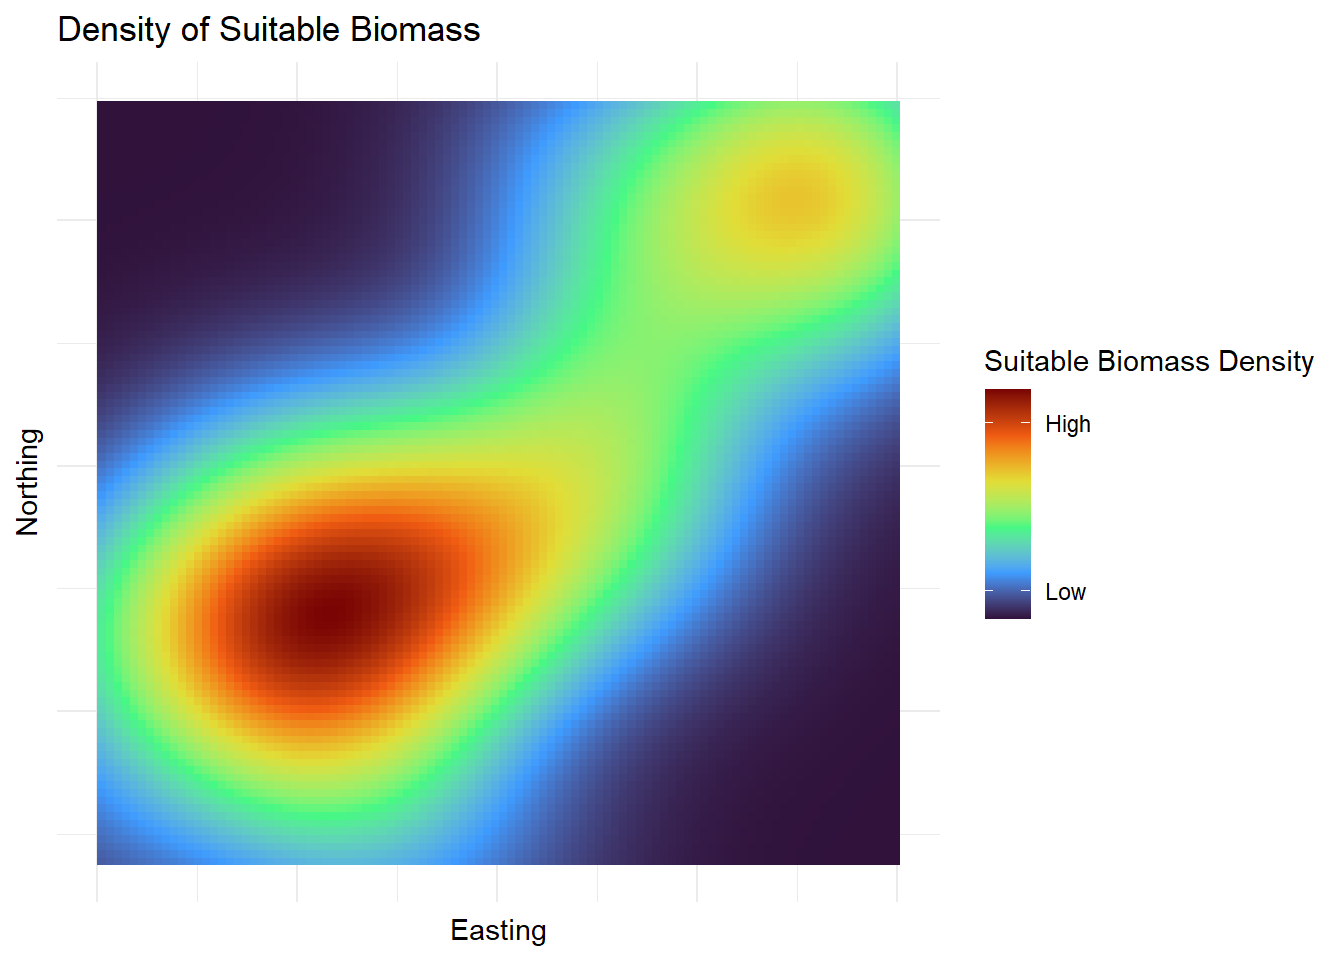 Density of Suitable Biomass
Northing
Easting
Suitable Biomass Density
High
Low